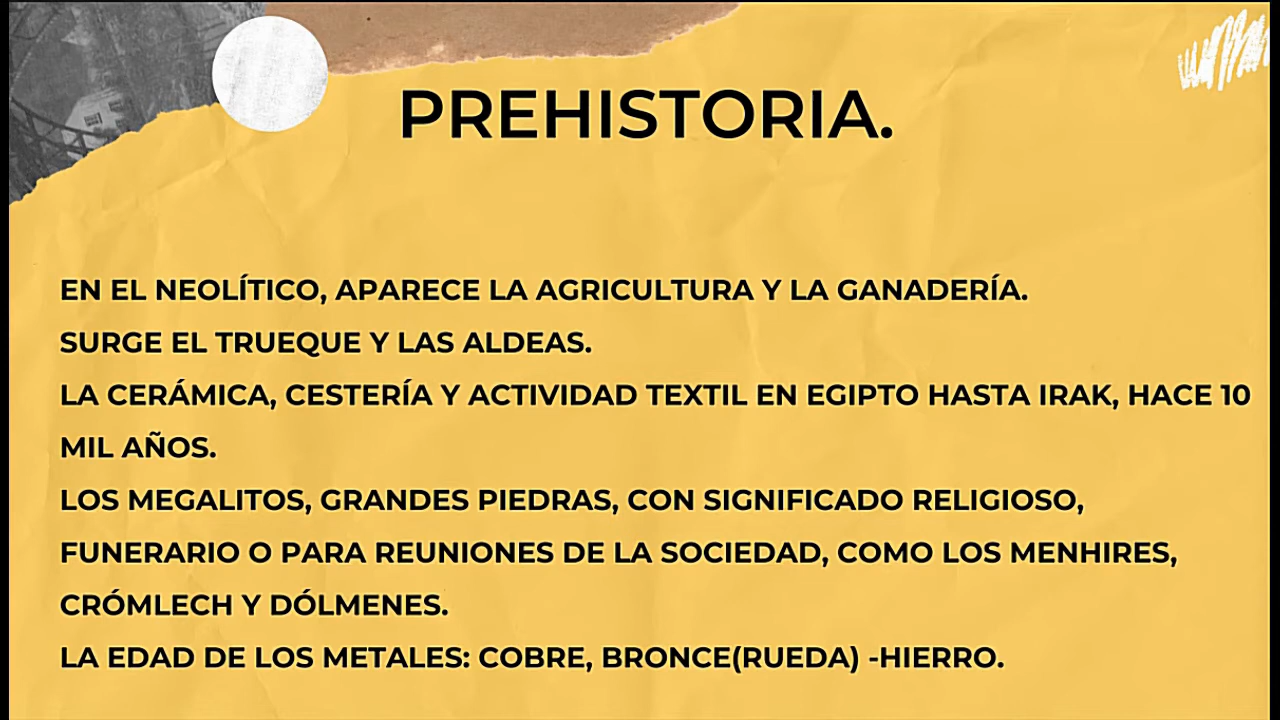 PREHISTORIA.
EN EL NEOLÍTICO, APARECE LA AGRICULTURA Y LA GANADERÍA.
SURGE EL TRUEQUE Y LAS ALDEAS.
LA CERÁMICA, CESTERÍA Y ACTIVIDAD TEXTIL EN EGIPTO HASTA IRAK, HACE 10
MIL AÑOS.
LOS MEGALITOS, GRANDES PIEDRAS, CON SIGNIFICADO RELIGIOSO,
FUNERARIO O PARA REUNIONES DE LA SOCIEDAD, COMO LOS MENHIRES,
CRÓMLECH Y DÓLMENES.
LA EDAD DE LOS METALES: COBRE, BRONCE(RUEDA) -HIERRO.